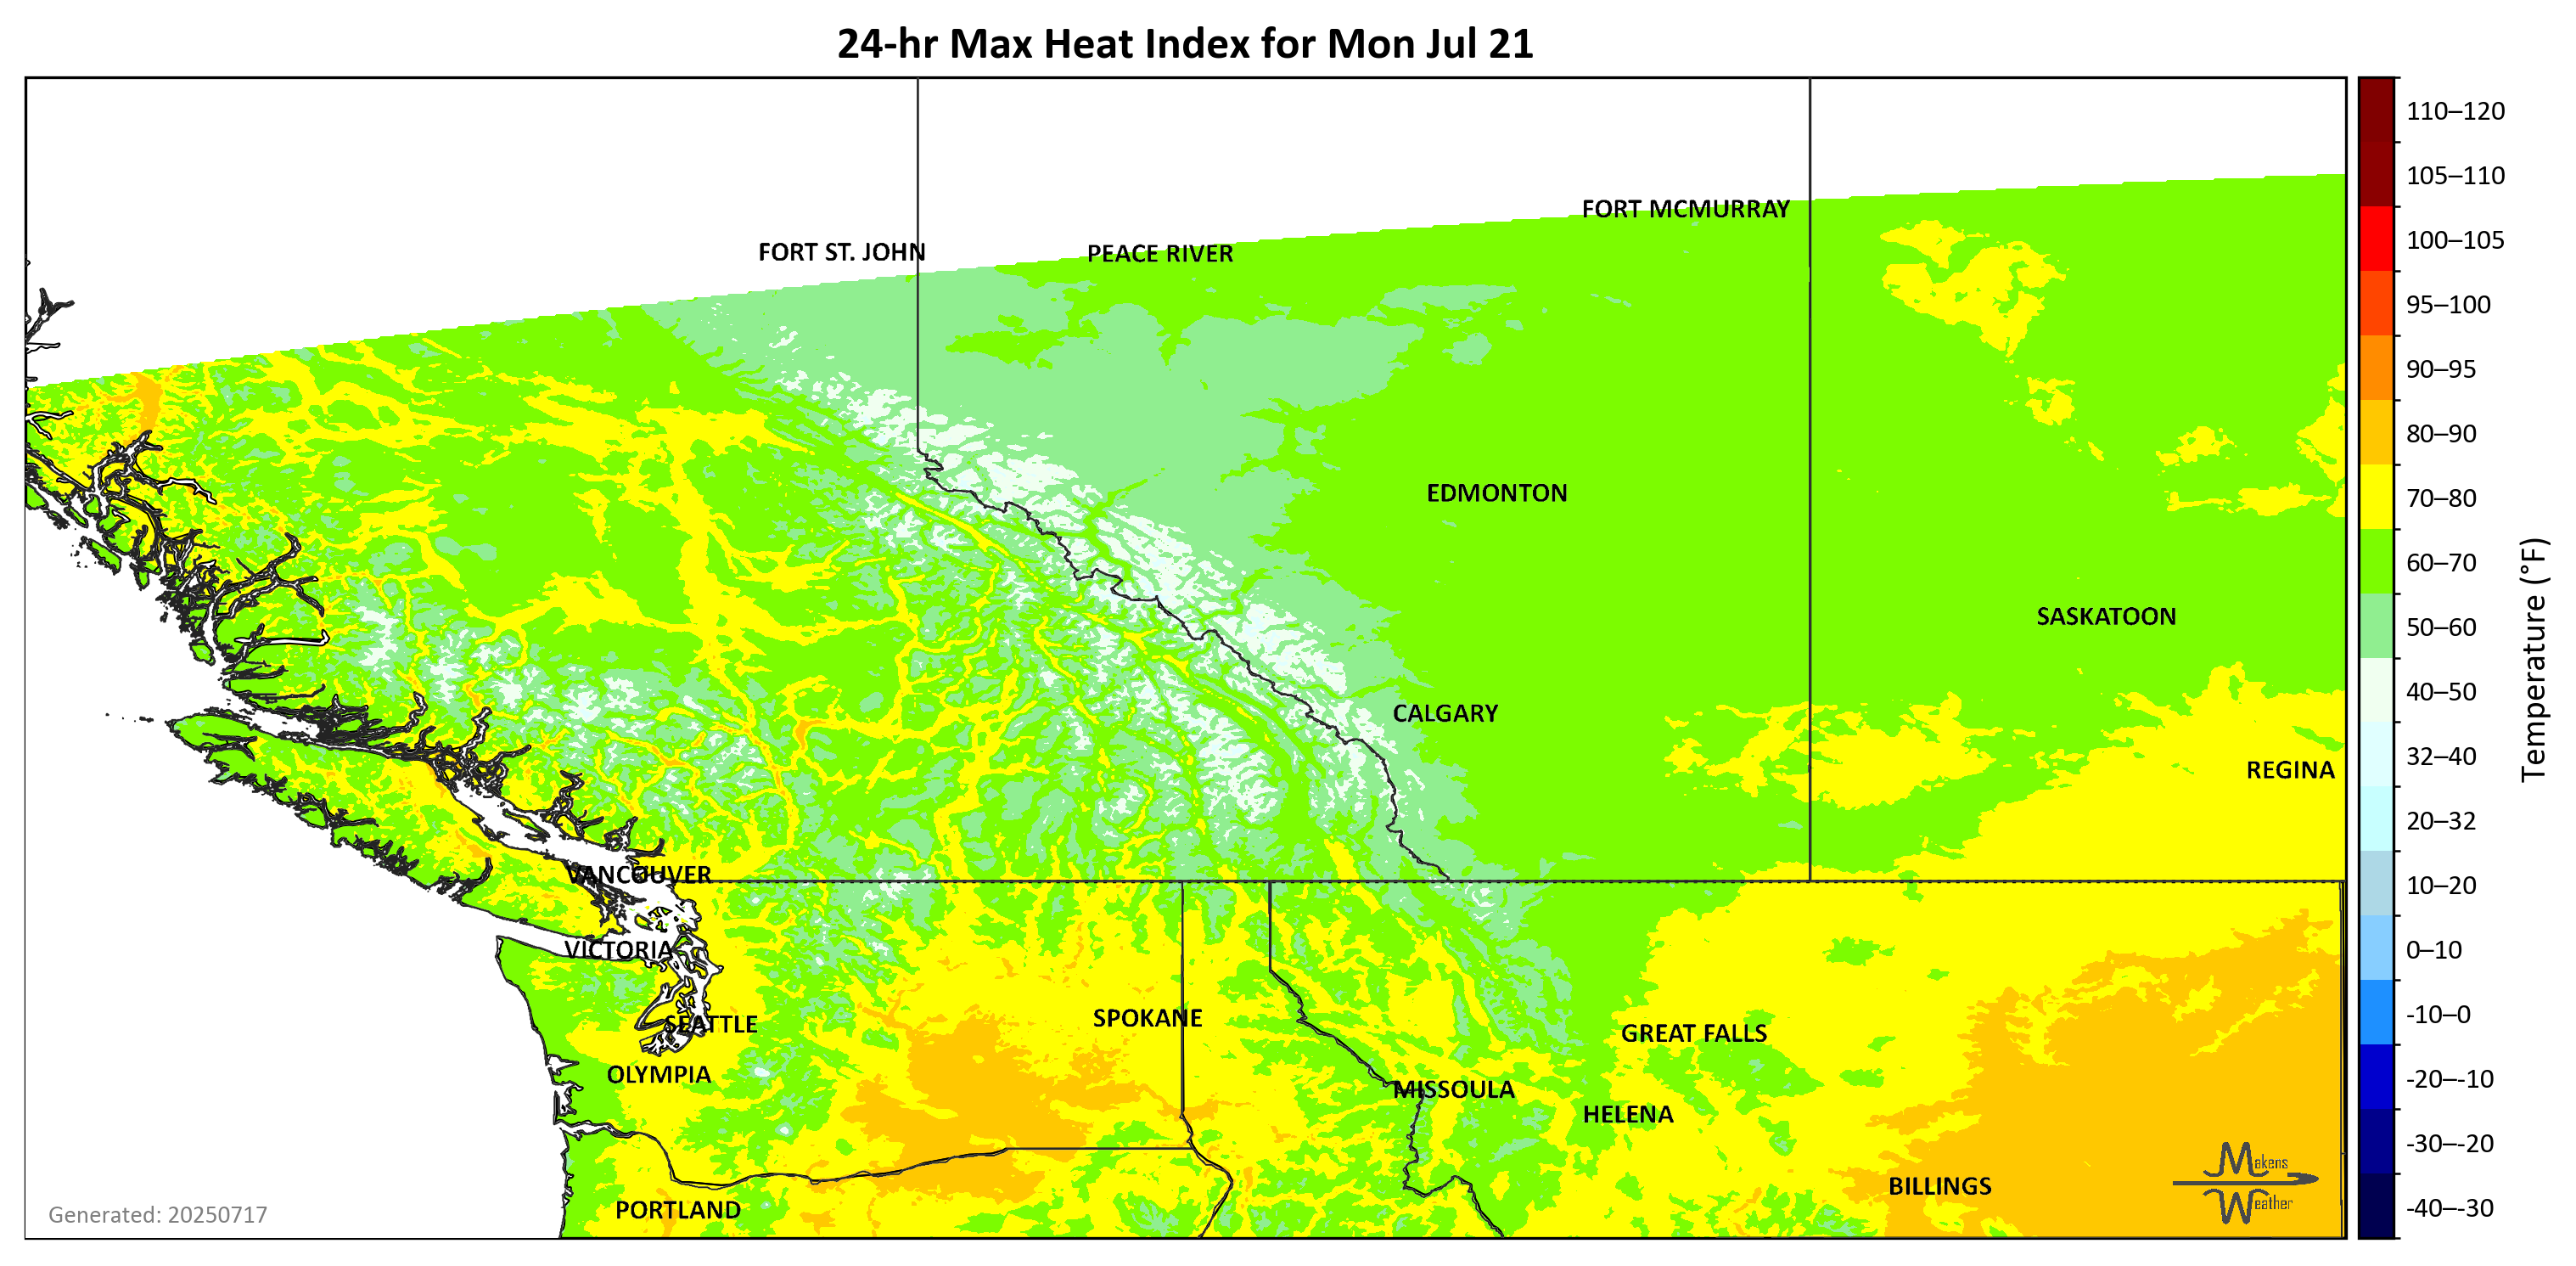 24-hr Max Heat Index for Mon Jul 21
110–120
105–110
FORT MCMURRAY
100–105
FORT ST. JOHN
PEACE RIVER
95–100
90–95
80–90
EDMONTON
70–80
60–70
SASKATOON
50–60
Temperature (°F)
40–50
CALGARY
32–40
REGINA
20–32
VANCOUVER
10–20
VICTORIA
0–10
SPOKANE
-10–0
SEATTLE
GREAT FALLS
OLYMPIA
-20–-10
MISSOULA
HELENA
-30–-20
Makens
Weather
BILLINGS
-40–-30
PORTLAND
Generated: 20250717